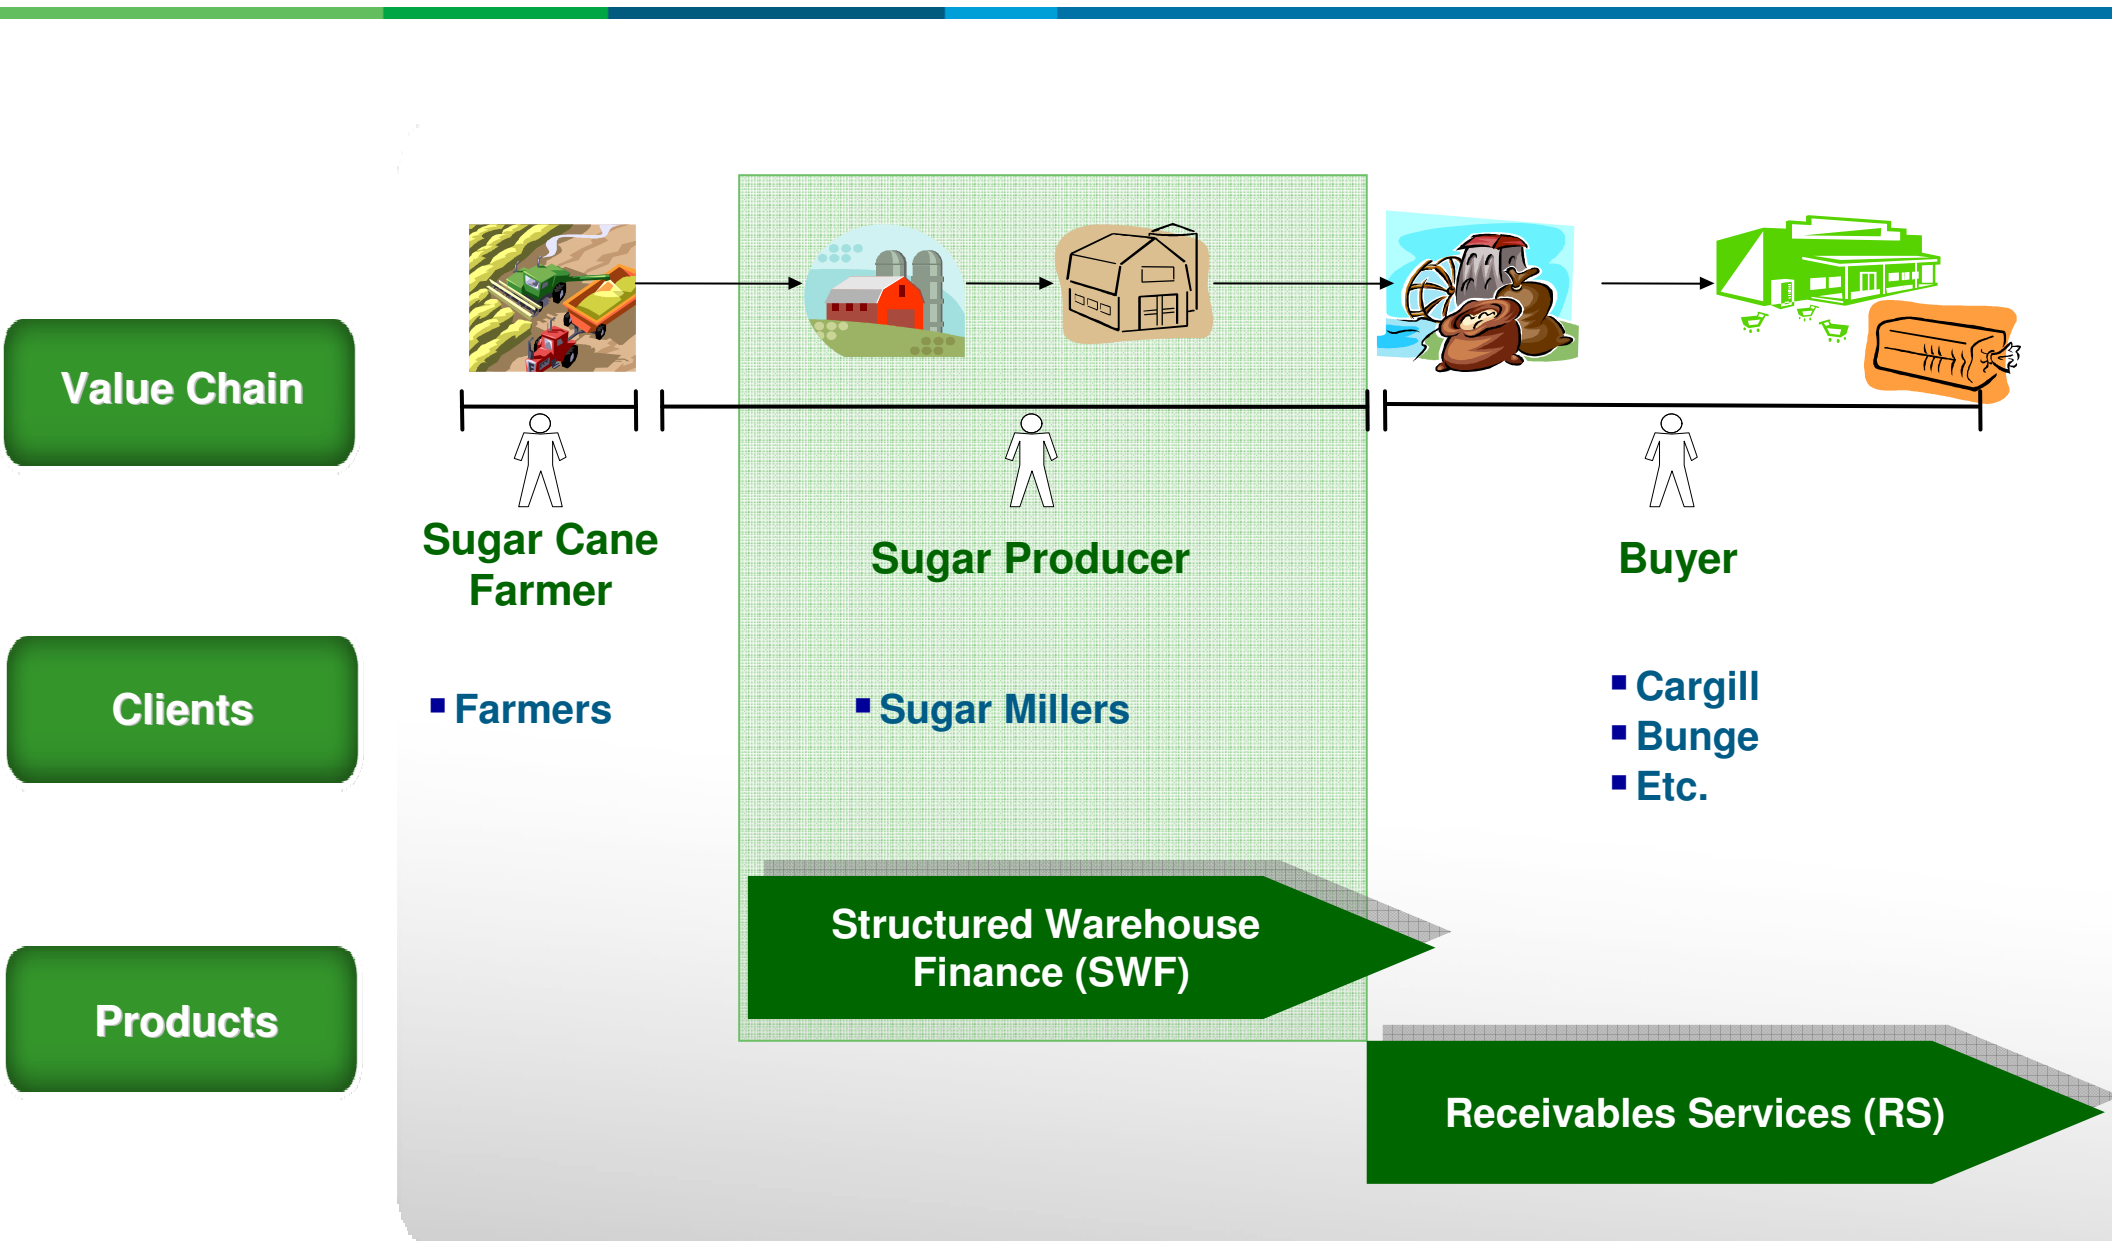 Value Chain
Sugar Cane
Farmer
Sugar Producer
Buyer
Clients
▪ Farmers
▪ Sugar Millers
▪ Cargill
▪ Bunge
▪ Etc.
Products
Structured Warehouse
Finance (SWF)
Receivables Services (RS)